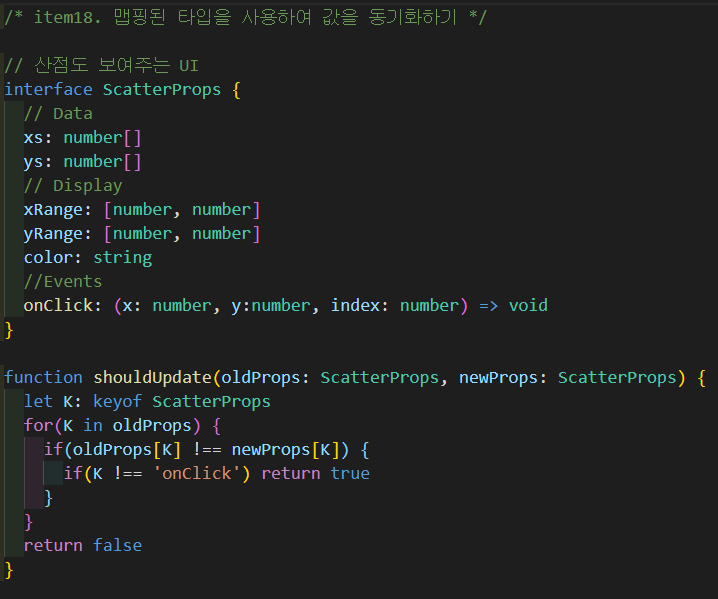 /* item18. 맵핑된 타입을 사용하여 값을 동기화하기 */
// 산점도 보여주는 UI
interface ScatterProps {
// Data
xs: number[]
ys: number[]
// Display
xRange: [number, number]
yRange: [number, number]
color: string
//Events
onClick: (x: number, y:number, index: number) => void
}
function shouldUpdate(oldProps: ScatterProps, newProps: ScatterProps) {
let K: keyof ScatterProps
for(K in oldProps) {
if(oldProps[K] !== newProps[K]) {
if(K !== 'onClick') return true
}
}
return false
}